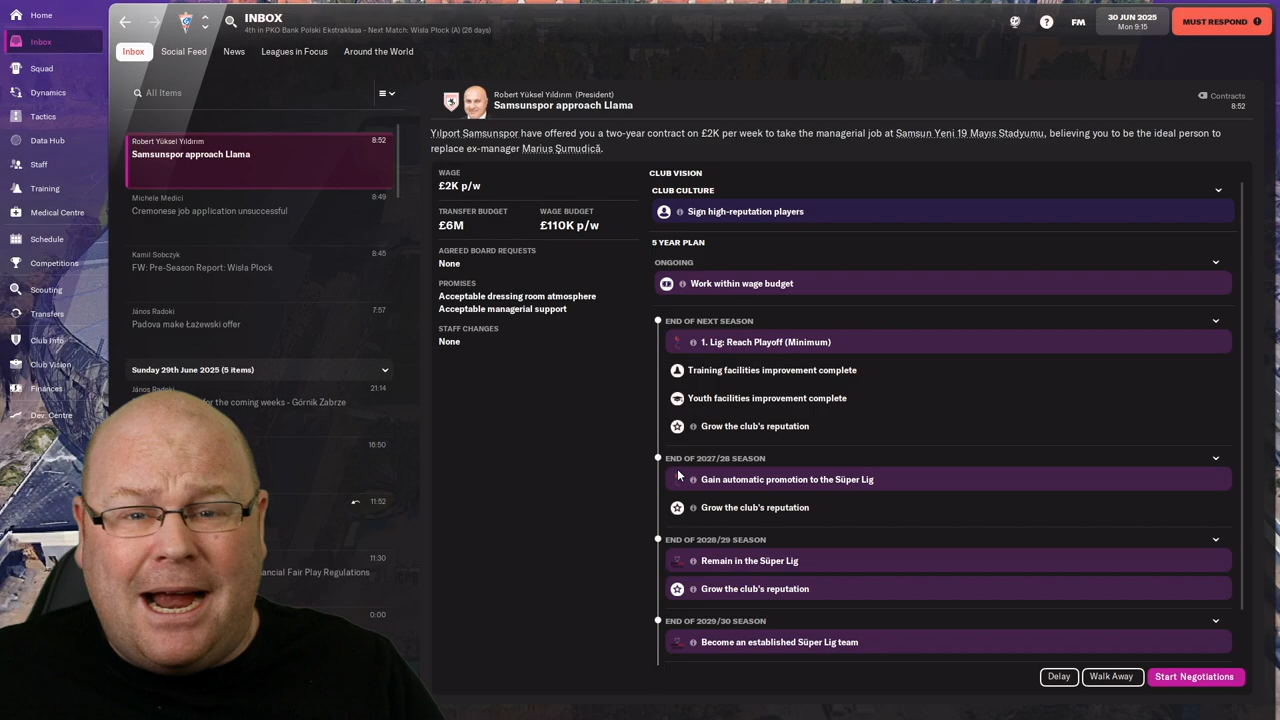 Home
Inbox
Squad
Dynamics
Tactics
Data Hub
Staff
Training
Medical Centre
Schedule
Competitions
Scouting
Transfers
Club Info
Club Vision
Finances
Dev. Centre
INBOX
4th in PKO Bank Polski Ekstraklasa - Next Match: Wisła Płock (A) (26 days)
FM
30 JUN 2025
Mon 9:15
MUST RESPOND
Inbox
Social Feed
News
Leagues in Focus
Around the World
All Items
Robert Yüksel Yıldırım
8:52
Samsunspor approach Llama
Michele Medici
8:49
Cremonese job application unsuccessful
Kamil Sobczyk
8:45
FW: Pre-Season Report: Wisla Plock
János Radoki
7:57
Padova make Łażewski offer
Sunday 29th June 2025 (5 items)
János Radoki
21:14
for the coming weeks - Górnik Zabrze
16:50
11:52
11:30
ancial Fair Play Regulations
0:00
Robert Yüksel Yıldırım (President)
Samsunspor approach Llama
Contracts
8:52
Yılport Samsunspor have offered you a two-year contract on £2K per week to take the managerial job at Samsun Yeni 19 Mayıs Stadyumu, believing you to be the ideal person to
replace ex-manager Marius Şumudică.
WAGE
£2K p/w
TRANSFER BUDGET
£6M
WAGE BUDGET
£110K p/w
AGREED BOARD REQUESTS
None
PROMISES
Acceptable dressing room atmosphere
Acceptable managerial support
STAFF CHANGES
None
CLUB VISION
CLUB CULTURE
Sign high-reputation players
5 YEAR PLAN
ONGOING
Work within wage budget
END OF NEXT SEASON
1. Lig: Reach Playoff (Minimum)
Training facilities improvement complete
Youth facilities improvement complete
Grow the club's reputation
END OF 2027/28 SEASON
Gain automatic promotion to the Süper Lig
Grow the club's reputation
END OF 2028/29 SEASON
Remain in the Süper Lig
Grow the club's reputation
END OF 2029/30 SEASON
Become an established Süper Lig team
Delay
Walk Away
Start Negotiations